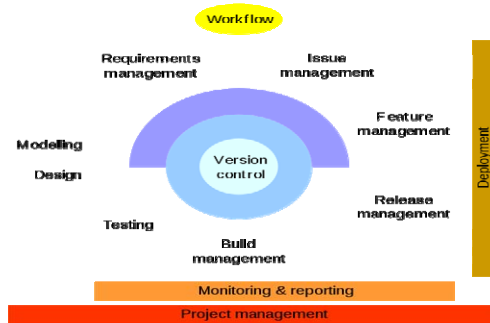 Workflow
Requirements
management
Issue
management
Feature
management
Modelling
Design
Version
control
Deployment
Release
management
Testing
Build
management
Monitoring & reporting
Project management